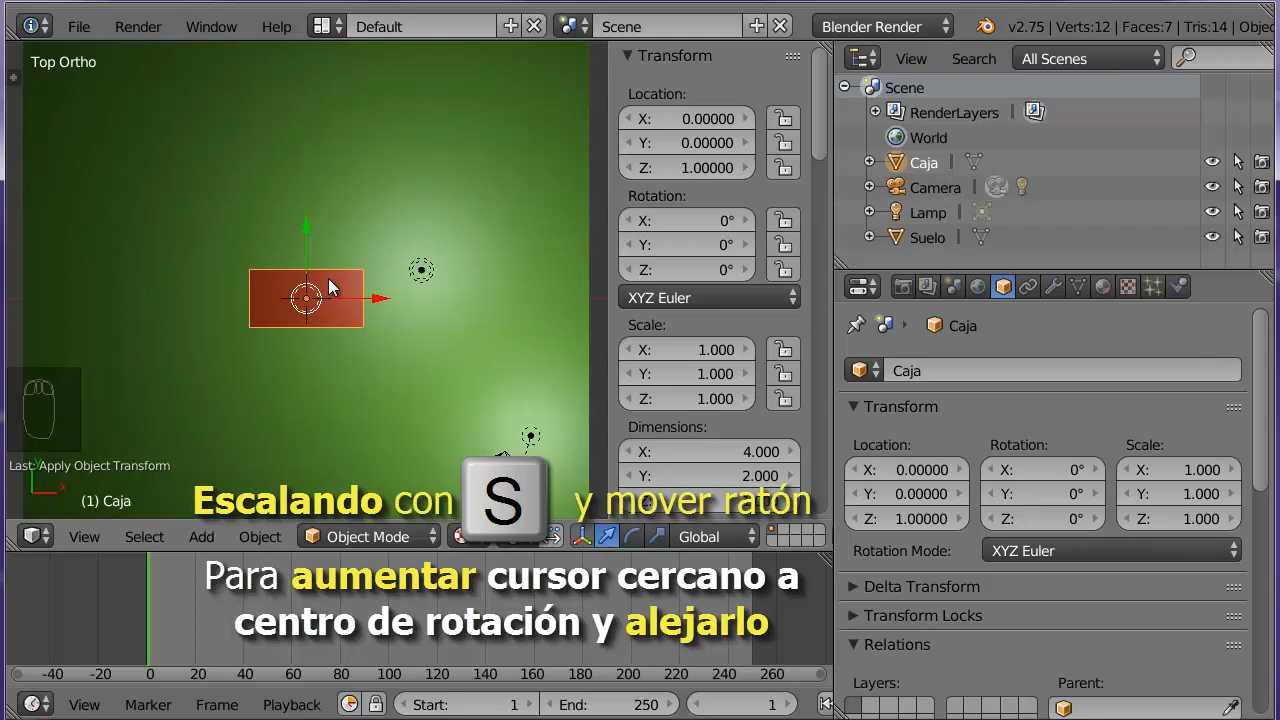 File Render Window Help Default Scene Blender Render v2.75 | Verts:12 | Faces:7 | Tris:14 | Objec
Top Ortho
Transform
Location:
X: 0.00000
Y: 0.00000
Z: 1.00000
Rotation:
X: 0°
Y: 0°
Z: 0°
XYZ Euler
Scale:
X: 1.000
Y: 1.000
Z: 1.000
Dimensions:
X: 4.000
Y: 2.000
Last: Apply Object Transform
y
x
(1) Caja
Escalando con S y mover ratón
View Select Add Object Object Mode Global
Para aumentar cursor cercano a
centro de rotación y alejarlo
-40 -20 0 20 40 60 80 100 120 140 160 180 200 220 240 260
View Marker Frame Playback Start: 1 End: 250 1
View Search All Scenes
Scene
RenderLayers
World
Caja
Camera
Lamp
Suelo
Caja
Caja
Transform
Location: Rotation: Scale:
X: 0.00000 X: 0° X: 1.000
Y: 0.00000 Y: 0° Y: 1.000
Z: 1.00000 Z: 0° Z: 1.000
Rotation Mode: XYZ Euler
Delta Transform
Transform Locks
Relations
Layers: Parent: